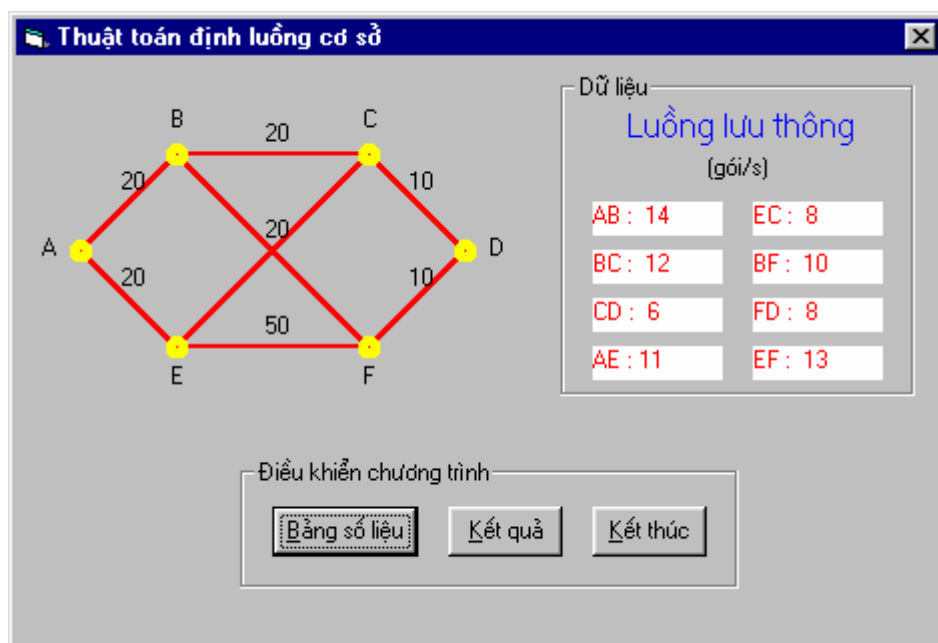 Thuật toán định luồng cơ sở
B
C
20
20
10
A
20
D
20
10
50
E
F
Dữ liệu
Luồng lưu thông
(gói/s)
AB : 14
EC : 8
BC : 12
BF : 10
CD : 6
FD : 8
AE : 11
EF : 13
Điều khiển chương trình
Bảng số liệu
Kết quả
Kết thúc